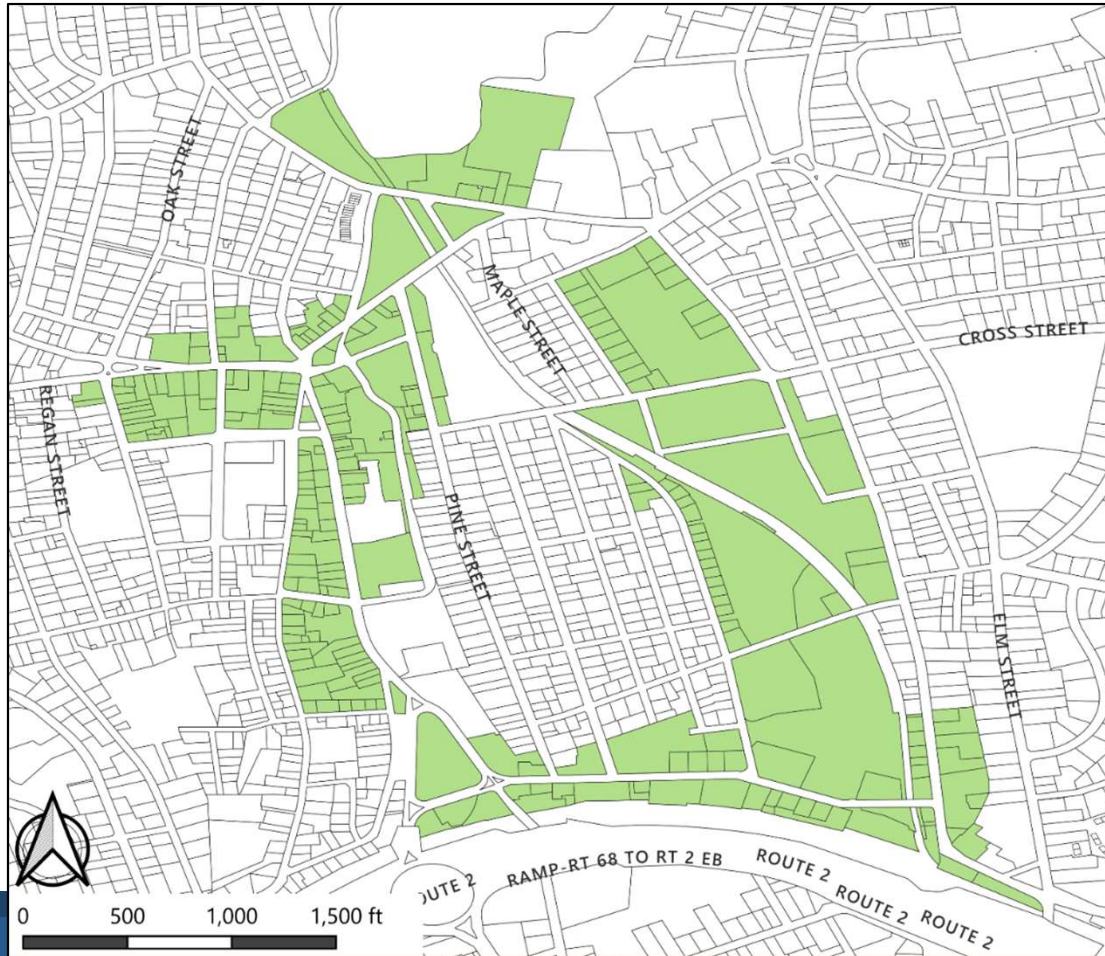 OAK STREET
MAPLE STREET
CROSS STREET
REGAN STREET
PINE STREET
ELM STREET
RAMP-RT 68 TO RT 2 EB
ROUTE 2
ROUTE 2
ROUTE 2
OUTE 2
0 500 1,000 1,500 ft